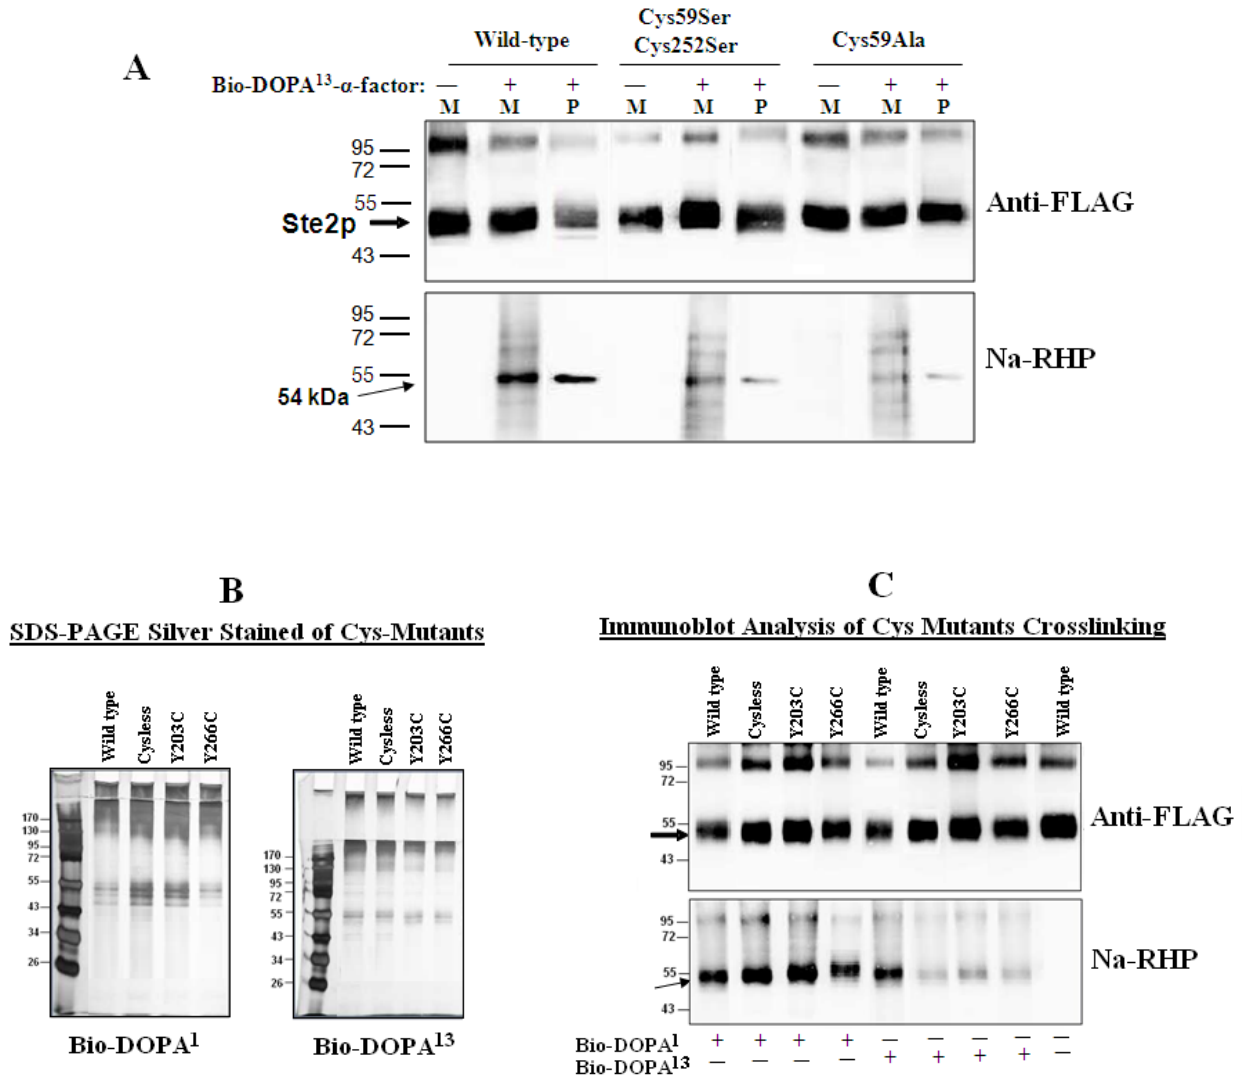 A
Wild-type
Cys59Ser
Cys252Ser
Cys59Ala
Bio-DOPA¹³-α-factor: — + + — + + — + +
M M P M M P M M P
95
72
55
Ste2p
43
Anti-FLAG
95
72
55
54 kDa
43
Na-RHP
B
SDS-PAGE Silver Stained of Cys-Mutants
Wild type Cysless Y203C Y266C
170
130
95
72
55
43
34
26
Bio-DOPA¹
Wild type Cysless Y203C Y266C
170
130
95
72
55
43
34
26
Bio-DOPA¹³
C
Immunoblot Analysis of Cys Mutants Crosslinking
Wild type Cysless Y203C Y266C Wild type Cysless Y203C Y266C Wild type
95
72
55
43
Anti-FLAG
95
72
55
43
Na-RHP
Bio-DOPA¹ + + + + — — — — —
Bio-DOPA¹³ — — — — + + + + —